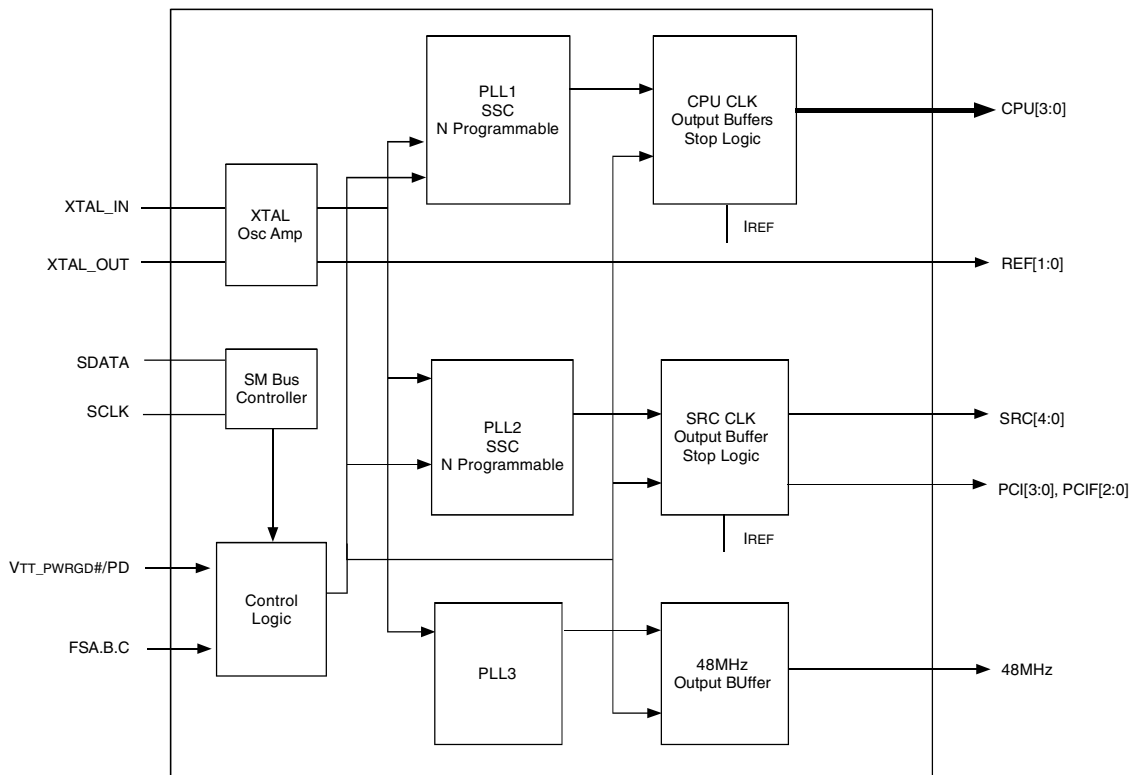 PLL1
SSC
N Programmable
CPU CLK
Output Buffers
Stop Logic
CPU[3:0]
XTAL_IN
XTAL
Osc Amp
IREF
XTAL_OUT
REF[1:0]
SDATA
SM Bus
Controller
SCLK
PLL2
SSC
N Programmable
SRC CLK
Output Buffer
Stop Logic
SRC[4:0]
PCI[3:0], PCIF[2:0]
IREF
VTT_PWRGD#/PD
Control
Logic
FSA.B.C
PLL3
48MHz
Output BUffer
48MHz